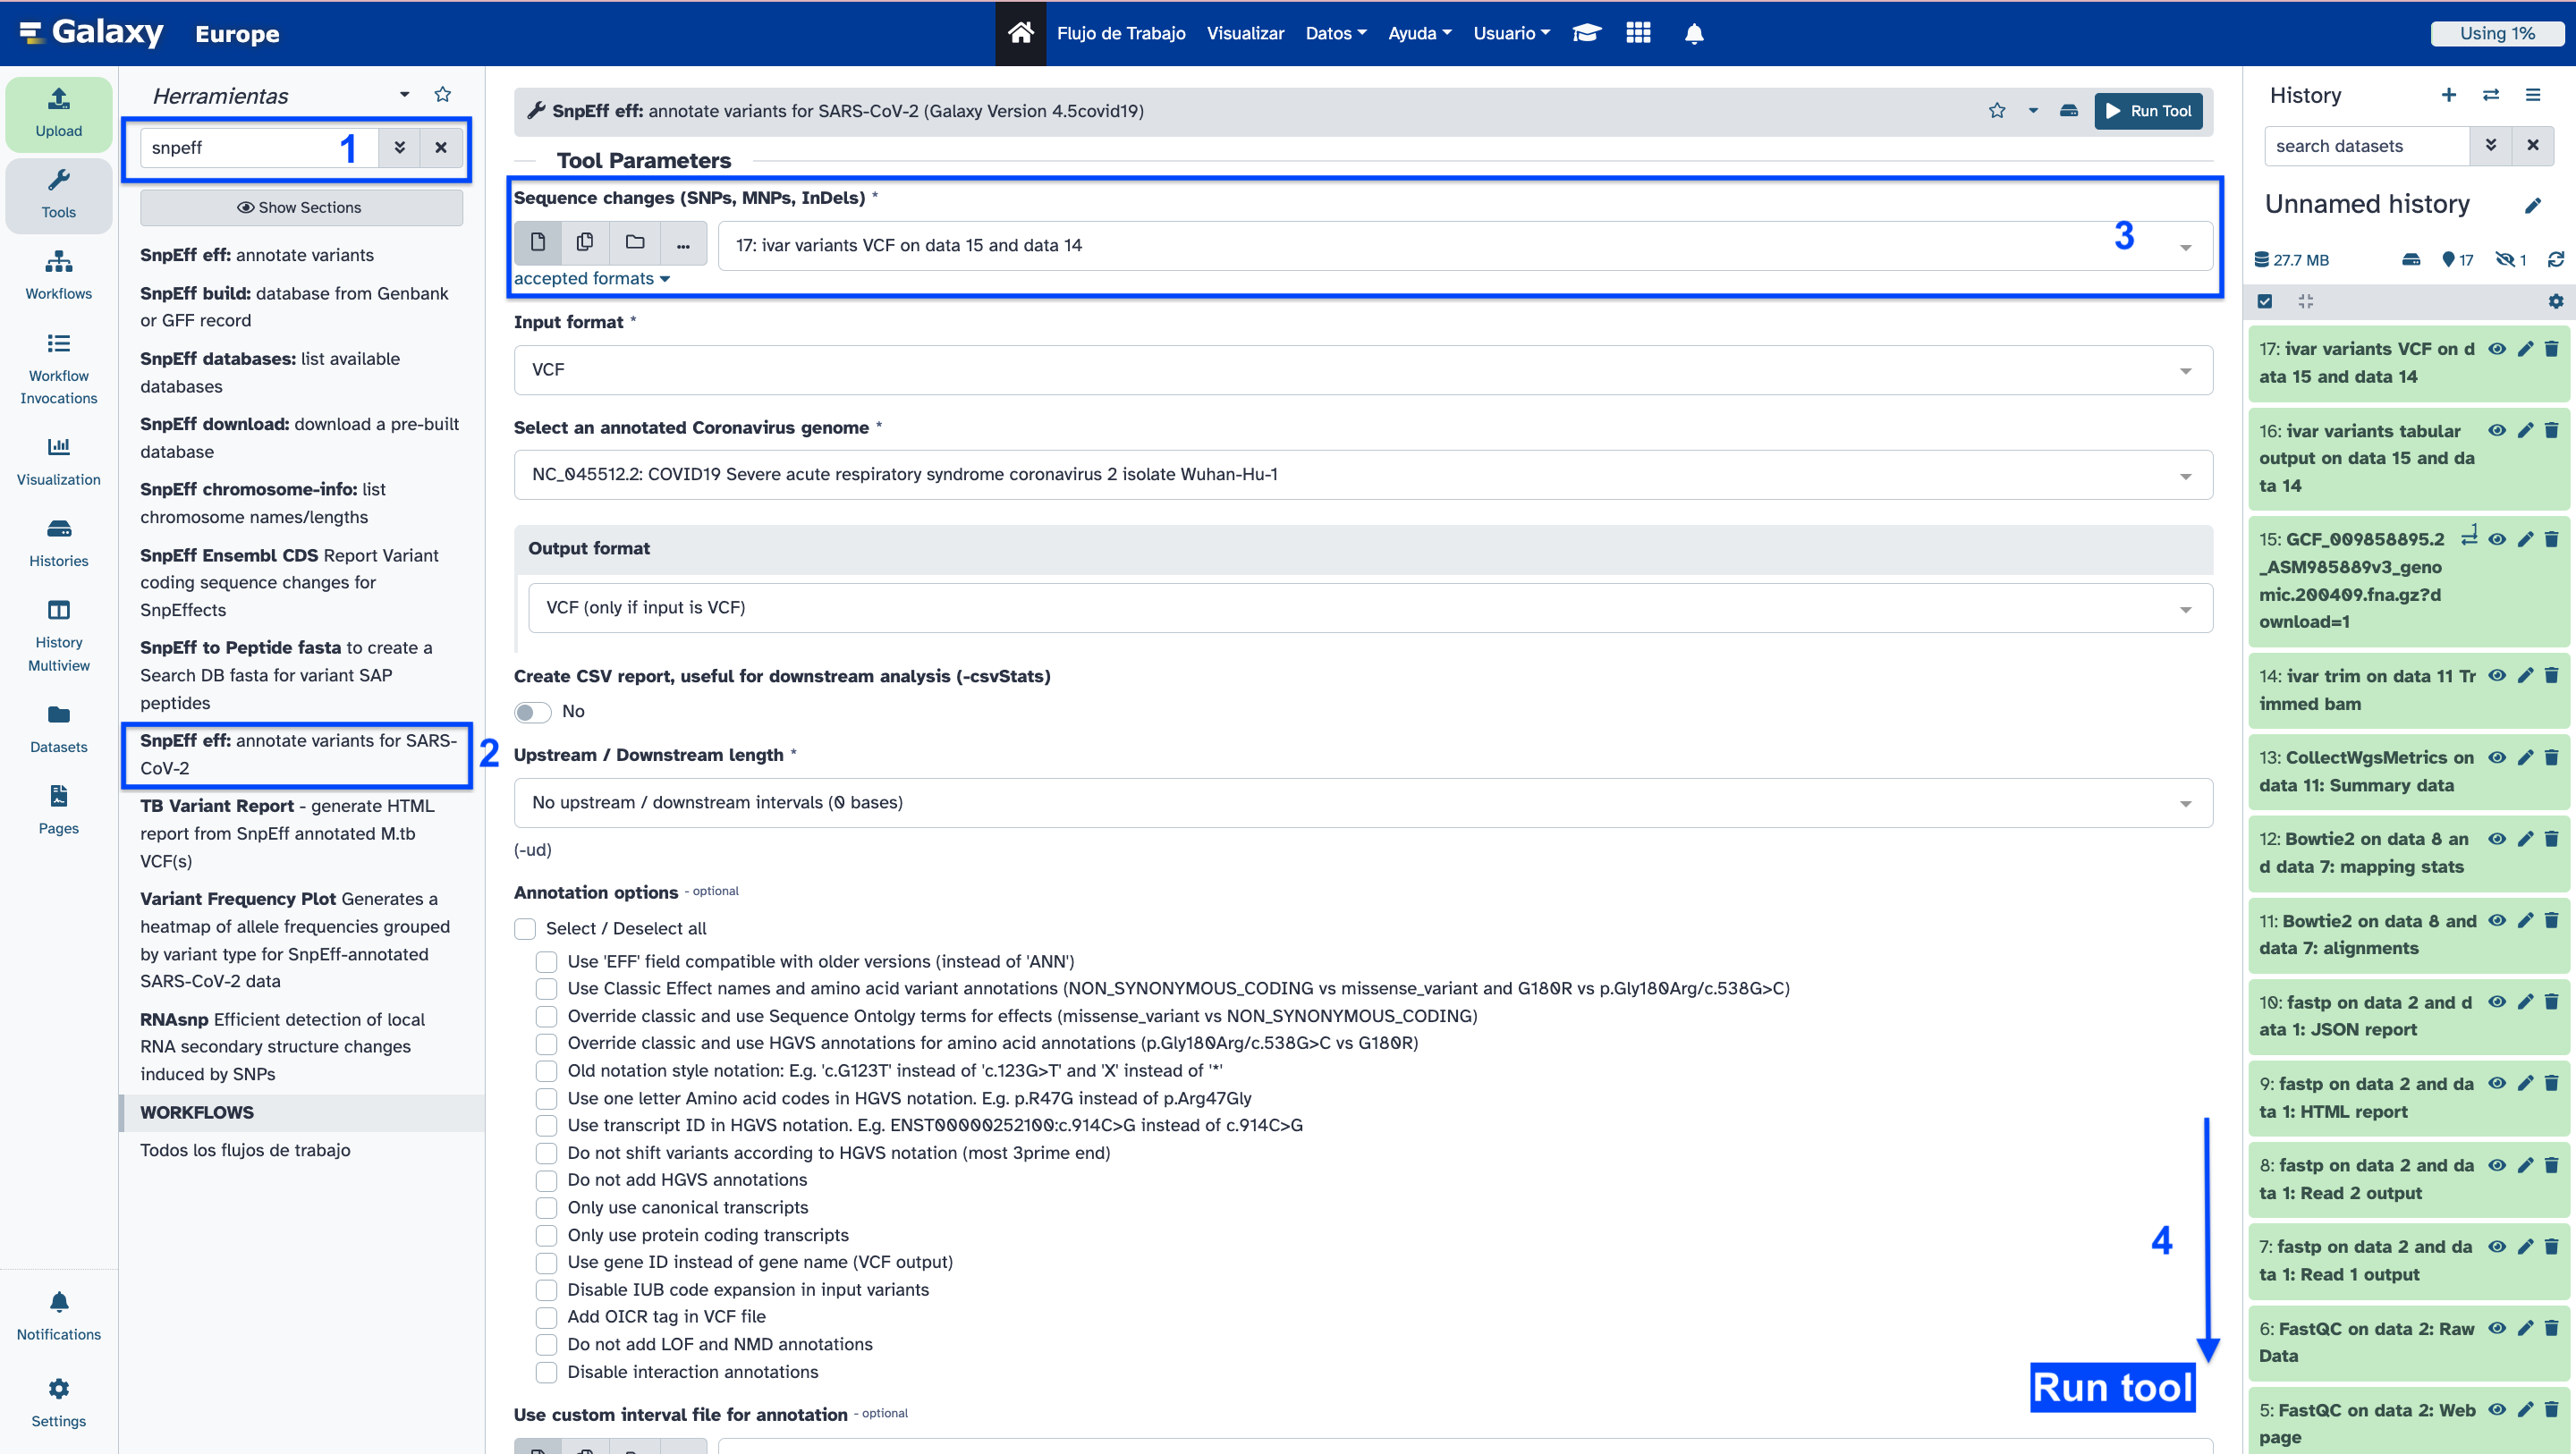 Galaxy Europe
Flujo de Trabajo Visualizar Datos Ayuda Usuario
Using 1%
Upload
Tools
Workflows
Workflow
Invocations
Visualization
Histories
History
Multiview
Datasets
Pages
Notifications
Settings
Herramientas
snpeff 1
Show Sections
SnpEff eff: annotate variants
SnpEff build: database from Genbank
or GFF record
SnpEff databases: list available
databases
SnpEff download: download a pre-built
database
SnpEff chromosome-info: list
chromosome names/lengths
SnpEff Ensembl CDS Report Variant
coding sequence changes for
SnpEffects
SnpEff to Peptide fasta to create a
Search DB fasta for variant SAP
peptides
SnpEff eff: annotate variants for SARS-
CoV-2
2
TB Variant Report - generate HTML
report from SnpEff annotated M.tb
VCF(s)
Variant Frequency Plot Generates a
heatmap of allele frequencies grouped
by variant type for SnpEff-annotated
SARS-CoV-2 data
RNAsnp Efficient detection of local
RNA secondary structure changes
induced by SNPs
WORKFLOWS
Todos los flujos de trabajo
SnpEff eff: annotate variants for SARS-CoV-2 (Galaxy Version 4.5covid19)
Run Tool
Tool Parameters
Sequence changes (SNPs, MNPs, InDels) *
... 17: ivar variants VCF on data 15 and data 14 3
accepted formats
Input format *
VCF
Select an annotated Coronavirus genome *
NC_045512.2: COVID19 Severe acute respiratory syndrome coronavirus 2 isolate Wuhan-Hu-1
Output format
VCF (only if input is VCF)
Create CSV report, useful for downstream analysis (-csvStats)
No
Upstream / Downstream length *
No upstream / downstream intervals (0 bases)
(-ud)
Annotation options - optional
Select / Deselect all
Use 'EFF' field compatible with older versions (instead of 'ANN')
Use Classic Effect names and amino acid variant annotations (NON_SYNONYMOUS_CODING vs missense_variant and G180R vs p.Gly180Arg/c.538G>C)
Override classic and use Sequence Ontolgy terms for effects (missense_variant vs NON_SYNONYMOUS_CODING)
Override classic and use HGVS annotations for amino acid annotations (p.Gly180Arg/c.538G>C vs G180R)
Old notation style notation: E.g. 'c.G123T' instead of 'c.123G>T' and 'X' instead of '*'
Use one letter Amino acid codes in HGVS notation. E.g. p.R47G instead of p.Arg47Gly
Use transcript ID in HGVS notation. E.g. ENST00000252100:c.914C>G instead of c.914C>G
Do not shift variants according to HGVS notation (most 3prime end)
Do not add HGVS annotations
Only use canonical transcripts
Only use protein coding transcripts
Use gene ID instead of gene name (VCF output)
Disable IUB code expansion in input variants
Add OICR tag in VCF file
Do not add LOF and NMD annotations
Disable interaction annotations
4
Run tool
Use custom interval file for annotation - optional
History
search datasets
Unnamed history
27.7 MB 17 1
17: ivar variants VCF on d
ata 15 and data 14
16: ivar variants tabular
output on data 15 and da
ta 14
15: GCF_009858895.2 1
_ASM985889v3_geno
mic.200409.fna.gz?d
ownload=1
14: ivar trim on data 11 Tr
immed bam
13: CollectWgsMetrics on
data 11: Summary data
12: Bowtie2 on data 8 an
d data 7: mapping stats
11: Bowtie2 on data 8 and
data 7: alignments
10: fastp on data 2 and d
ata 1: JSON report
9: fastp on data 2 and da
ta 1: HTML report
8: fastp on data 2 and da
ta 1: Read 2 output
7: fastp on data 2 and da
ta 1: Read 1 output
6: FastQC on data 2: Raw
Data
5: FastQC on data 2: Web
page